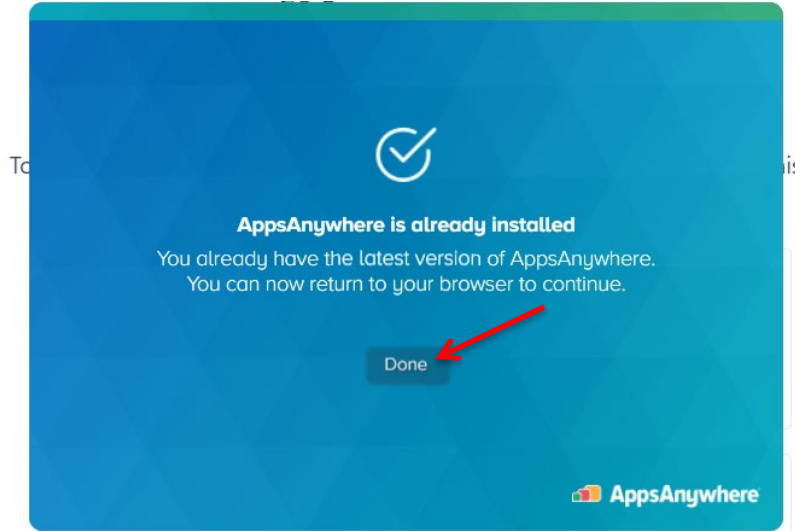 AppsAnywhere is already installed
You already have the latest version of AppsAnywhere.
You can now return to your browser to continue.
Done
AppsAnywhere